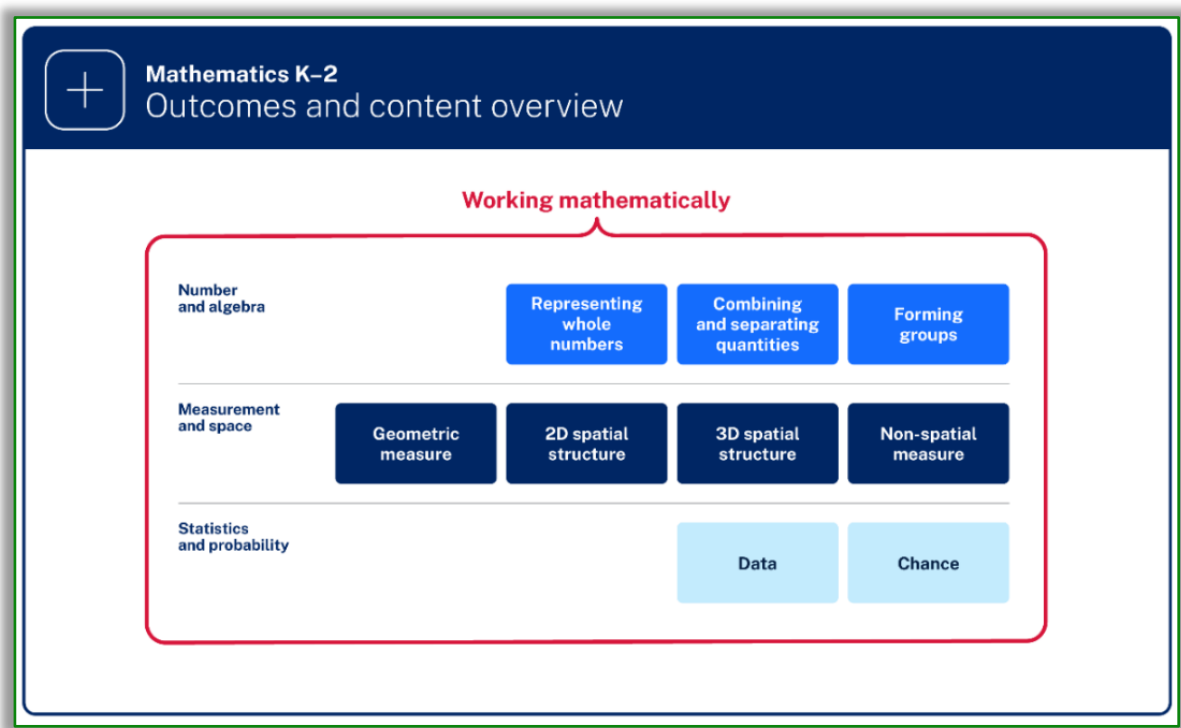 Mathematics K–2
Outcomes and content overview
Working mathematically
Number
and algebra
Representing
whole
numbers
Combining
and separating
quantities
Forming
groups
Measurement
and space
Geometric
measure
2D spatial
structure
3D spatial
structure
Non-spatial
measure
Statistics
and probability
Data
Chance